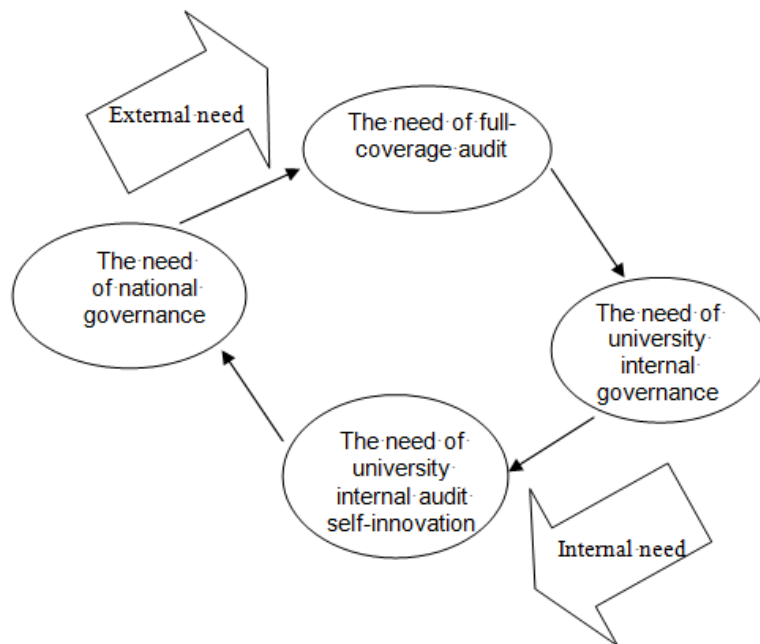 External need
The need of full-
coverage audit
The need
of national
governance
The need of
university
internal
governance
The need of
university
internal audit
self-innovation
Internal need